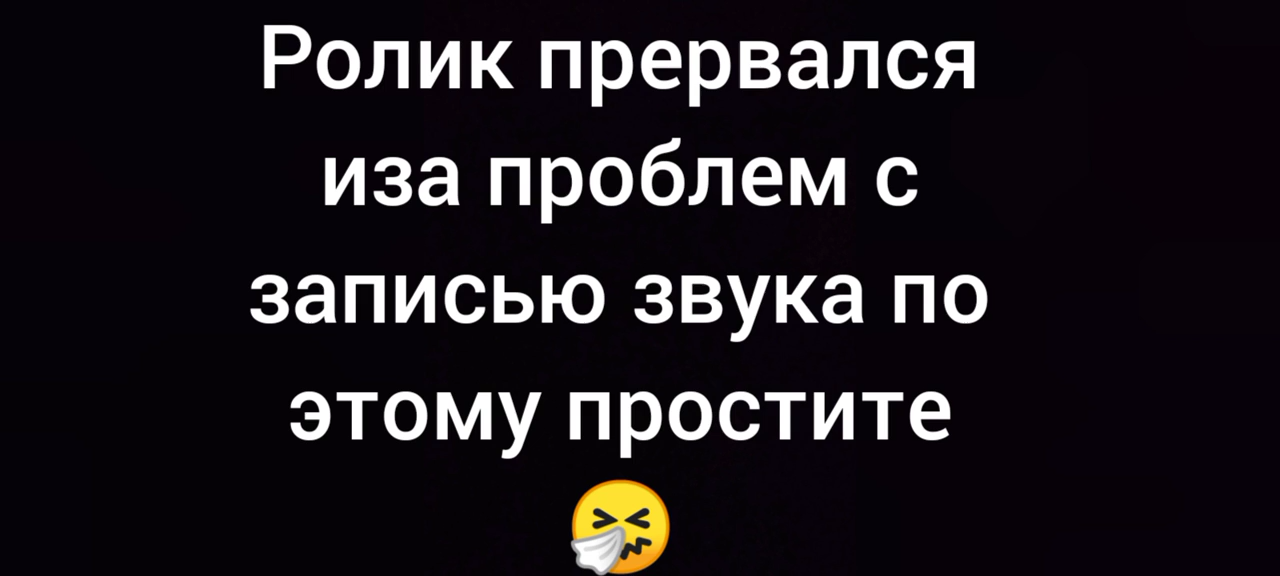 Ролик прервался
иза проблем с
записью звука по
этому простите
🤧